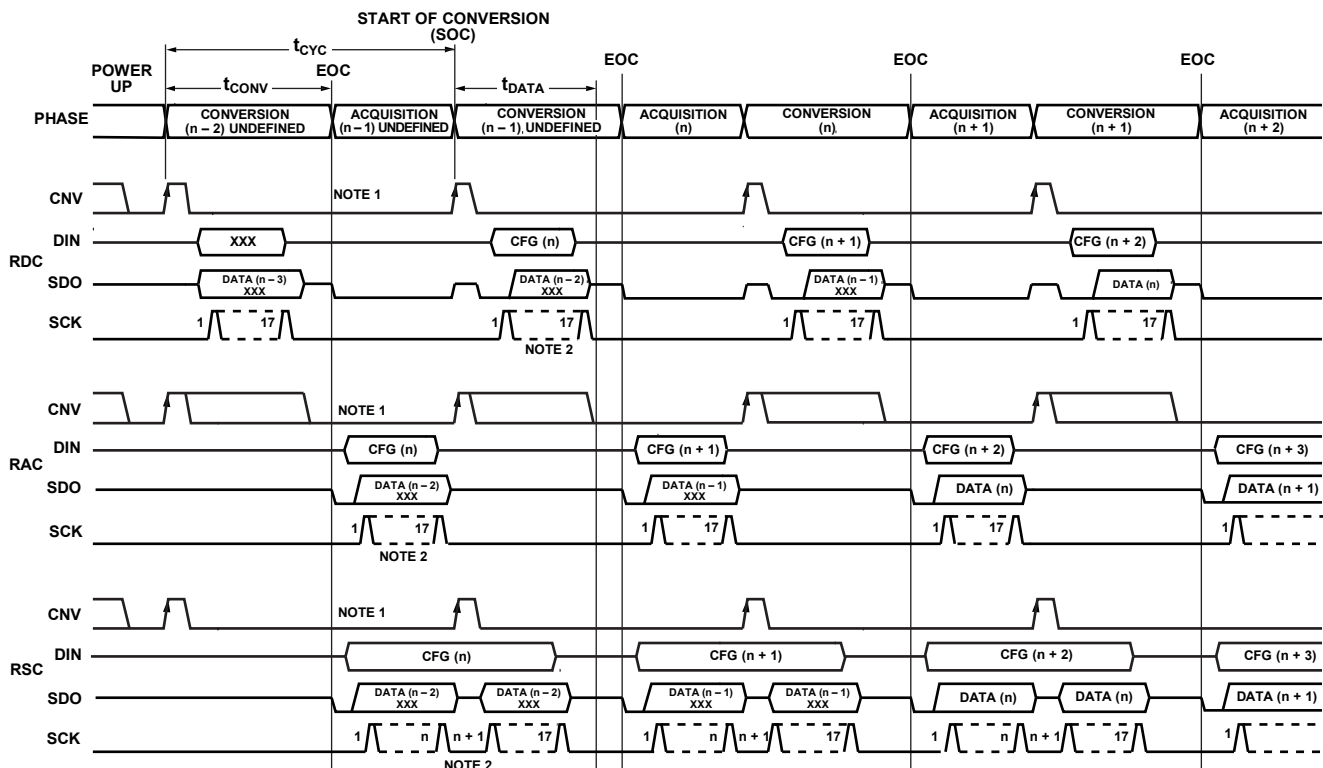 START OF CONVERSION
(SOC)
tCYC
POWER
UP
EOC
EOC
EOC
EOC
tCONV
tDATA
PHASE
CONVERSION
(n – 2) UNDEFINED
ACQUISITION
(n – 1) UNDEFINED
CONVERSION
(n – 1) UNDEFINED
ACQUISITION
(n)
CONVERSION
(n)
ACQUISITION
(n + 1)
CONVERSION
(n + 1)
ACQUISITION
(n + 2)
CNV
NOTE 1
RDC
DIN
XXX
CFG (n)
CFG (n + 1)
CFG (n + 2)
SDO
DATA (n – 3)
XXX
DATA (n – 2)
XXX
DATA (n – 1)
XXX
DATA (n)
SCK
1 17
1 17
1 17
1 17
NOTE 2
CNV
NOTE 1
RAC
DIN
CFG (n)
CFG (n + 1)
CFG (n + 2)
CFG (n + 3)
SDO
DATA (n – 2)
XXX
DATA (n – 1)
XXX
DATA (n)
DATA (n + 1)
SCK
1 17
1 17
1 17
1
NOTE 2
CNV
NOTE 1
RSC
DIN
CFG (n)
CFG (n + 1)
CFG (n + 2)
CFG (n + 3)
SDO
DATA (n – 2)
XXX
DATA (n – 2)
XXX
DATA (n – 1)
XXX
DATA (n – 1)
XXX
DATA (n)
DATA (n)
DATA (n + 1)
SCK
1 n n + 1 17
1 n n + 1 17
1 n n + 1 17
1
NOTE 2